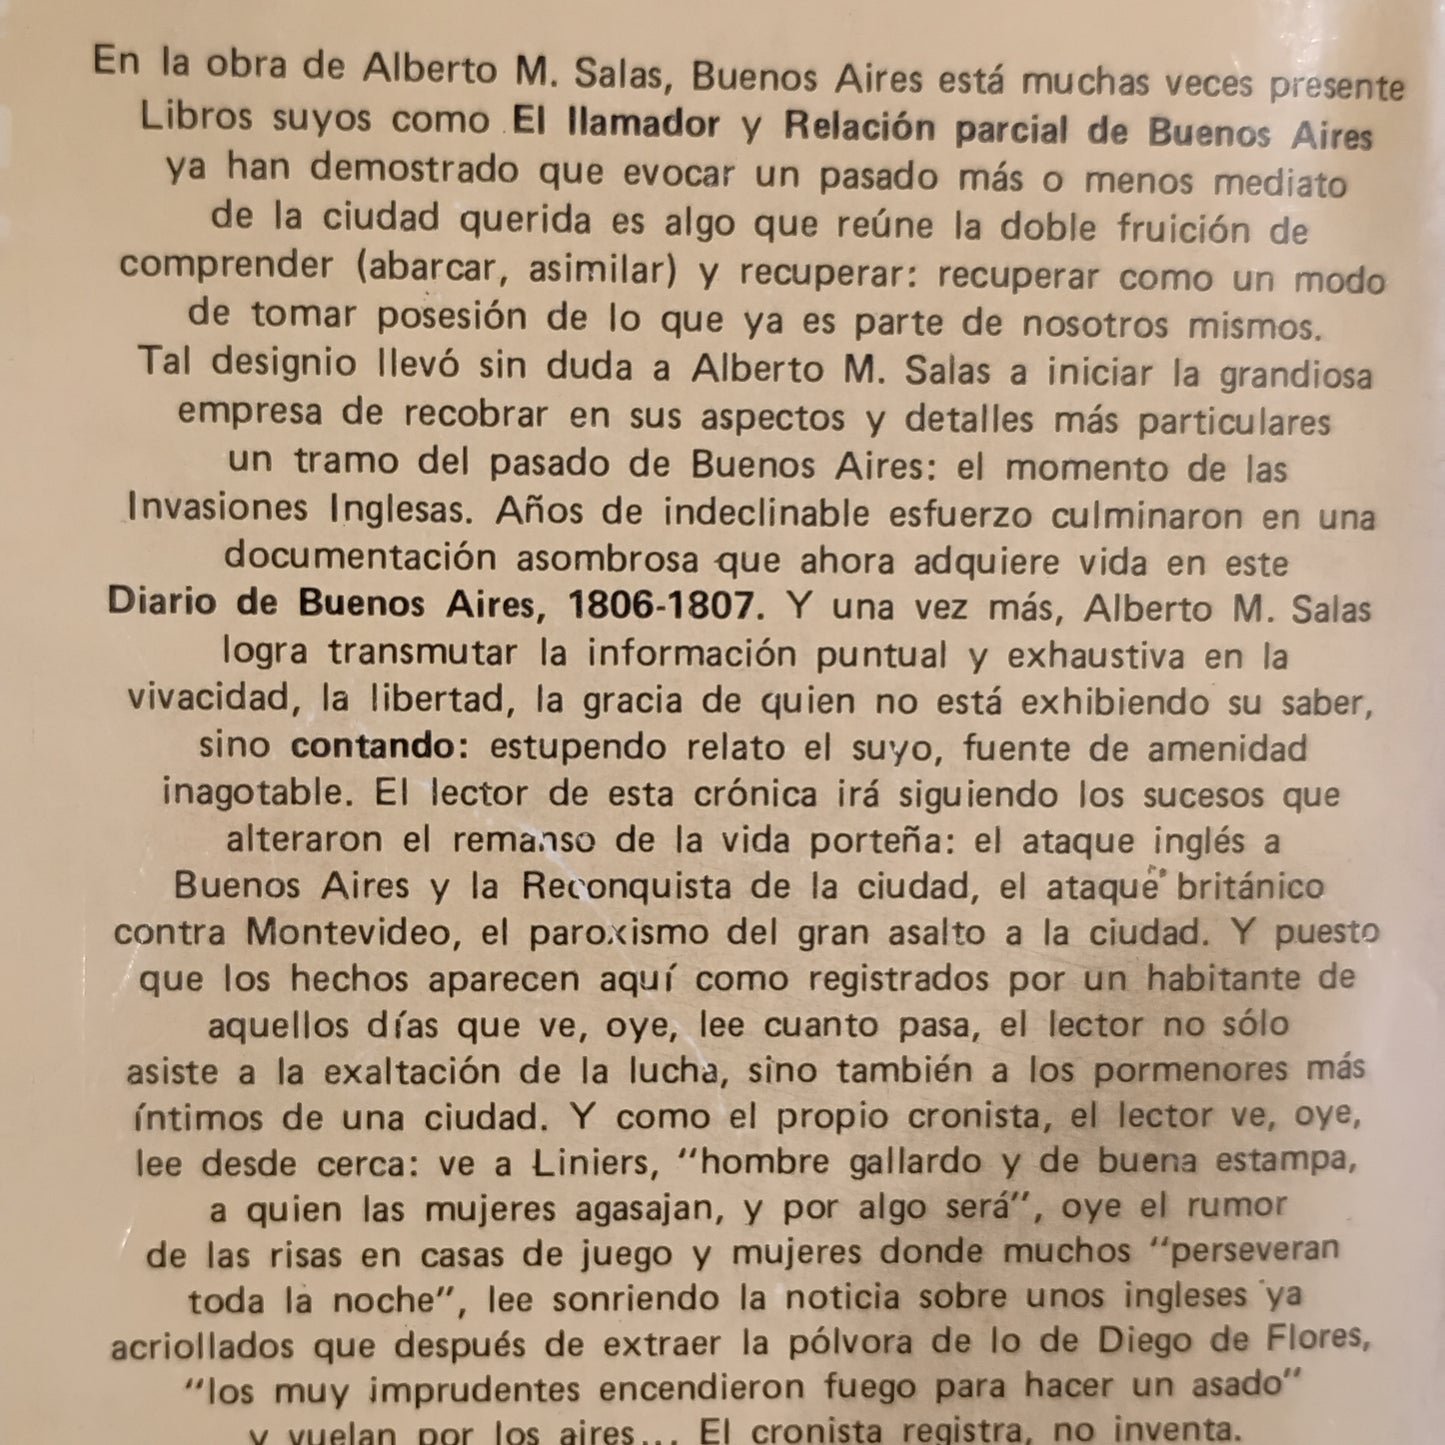 En la obra de Alberto M. Salas, Buenos Aires está muchas veces presente
Libros suyos como El llamador y Relación parcial de Buenos Aires
ya han demostrado que evocar un pasado más o menos mediato
de la ciudad querida es algo que reúne la doble fruición de
comprender (abarcar, asimilar) y recuperar: recuperar como un modo
de tomar posesión de lo que ya es parte de nosotros mismos.
Tal designio llevó sin duda a Alberto M. Salas a iniciar la grandiosa
empresa de recobrar en sus aspectos y detalles más particulares
un tramo del pasado de Buenos Aires: el momento de las
Invasiones Inglesas. Años de indeclinable esfuerzo culminaron en una
documentación asombrosa que ahora adquiere vida en este
Diario de Buenos Aires, 1806-1807. Y una vez más, Alberto M. Salas
logra transmutar la información puntual y exhaustiva en la
vivacidad, la libertad, la gracia de quien no está exhibiendo su saber,
sino contando: estupendo relato el suyo, fuente de amenidad
inagotable. El lector de esta crónica irá siguiendo los sucesos que
alteraron el remanso de la vida porteña: el ataque inglés a
Buenos Aires y la Reconquista de la ciudad, el ataque británico
contra Montevideo, el paroxismo del gran asalto a la ciudad. Y puesto
que los hechos aparecen aquí como registrados por un habitante de
aquellos días que ve, oye, lee cuanto pasa, el lector no sólo
asiste a la exaltación de la lucha, sino también a los pormenores más
íntimos de una ciudad. Y como el propio cronista, el lector ve, oye,
lee desde cerca: ve a Liniers, "hombre gallardo y de buena estampa,
a quien las mujeres agasajan, y por algo será", oye el rumor
de las risas en casas de juego y mujeres donde muchos "perseveran
toda la noche", lee sonriendo la noticia sobre unos ingleses ya
acriollados que después de extraer la pólvora de lo de Diego de Flores,
"los muy imprudentes encendieron fuego para hacer un asado"
y vuelan por los aires... El cronista registra, no inventa.